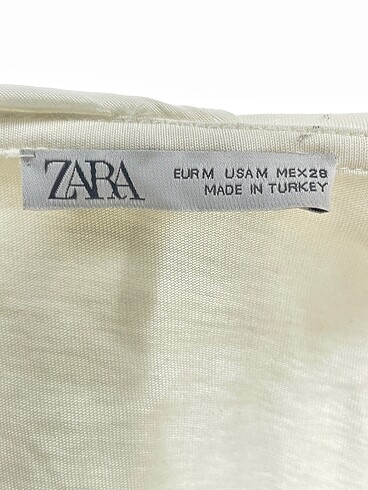 ZARA
EUR M USA M MEX 28
MADE IN TURKEY